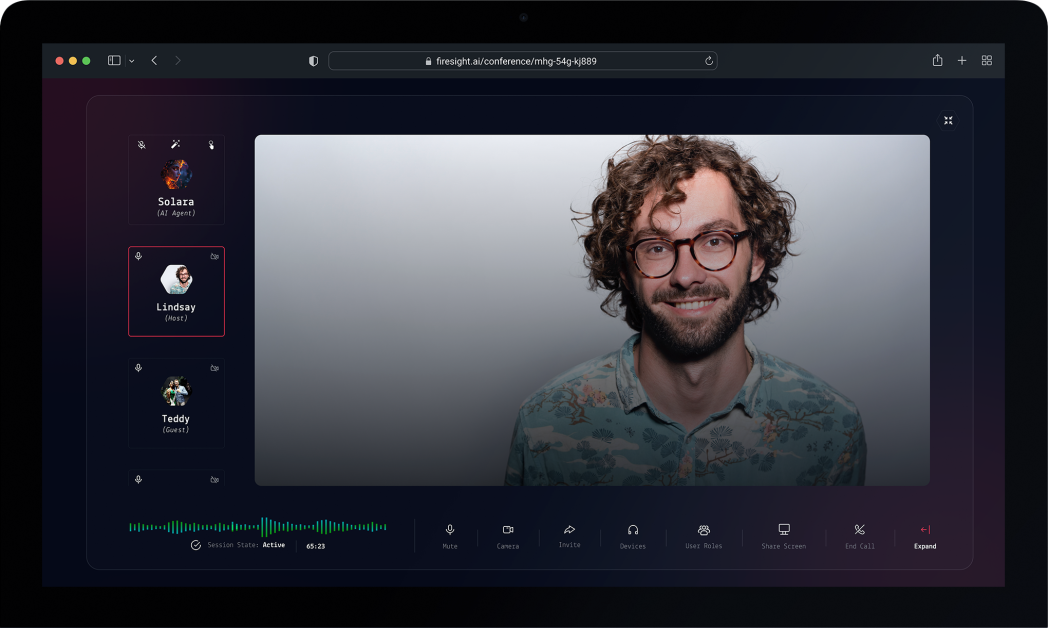 firesight.ai/conference/mhg-54g-kj889
Solara
(AI Agent)
Lindsay
(Host)
Teddy
(Guest)
Session State: Active
65:23
Mute
Camera
Invite
Devices
User Roles
Share Screen
End Call
Expand